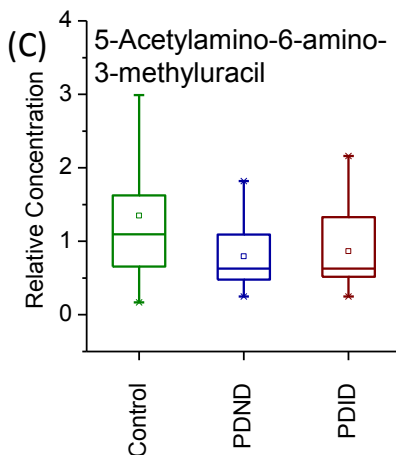 (C)
5-Acetylamino-6-amino-
3-methyluracil
Relative Concentration
4
3
2
1
0
Control
PDND
PDID